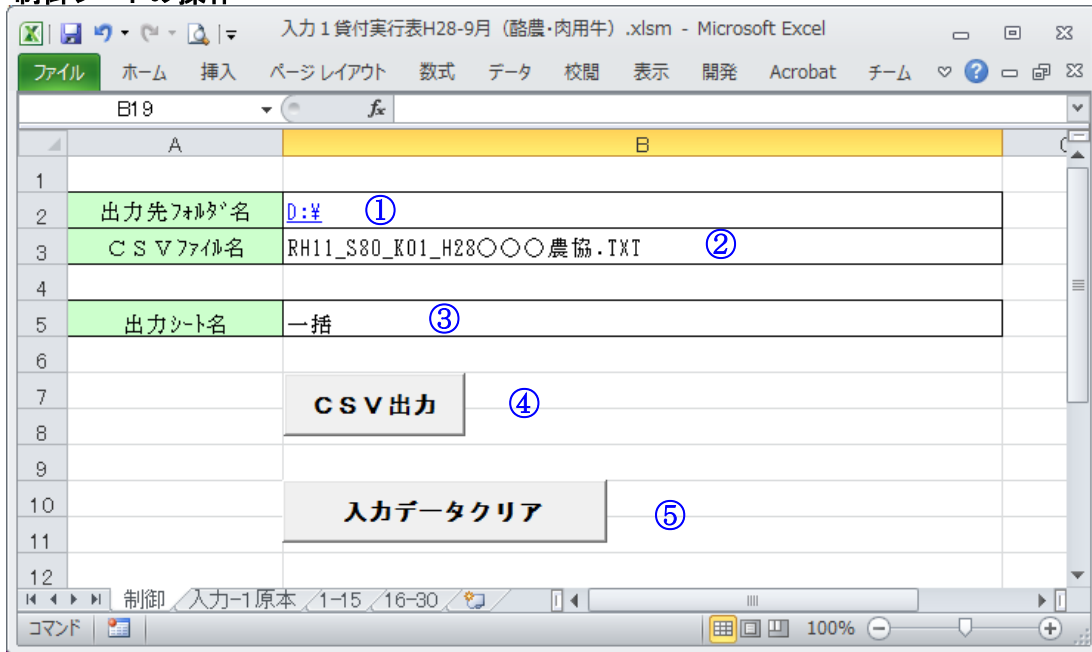 入力１貸付実行表H28-9月（酪農･肉用牛）.xlsm - Microsoft Excel
ファイル ホーム 挿入 ページ レイアウト 数式 データ 校閲 表示 開発 Acrobat チーム
B19 fx
A B
1
2 出力先ﾌｫﾙﾀﾞ名 D:¥ ①
3 ＣＳＶﾌｧｲﾙ名 RH11_S80_K01_H28〇〇〇農協.TXT ②
4
5 出力ｼｰﾄ名 一括 ③
6
7 ＣＳＶ出力 ④
8
9
10 入力データクリア ⑤
11
12
制御 入力-1原本 1-15 16-30
コマンド 100%